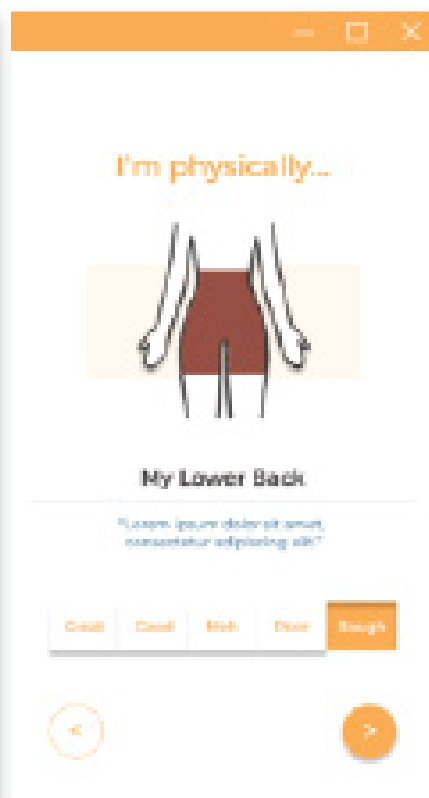 I'm physically...
My Lower Back
"Lorem ipsum dolor sit amet,
consectetur adipiscing elit"
Great Good Meh Poor Rough
<
>